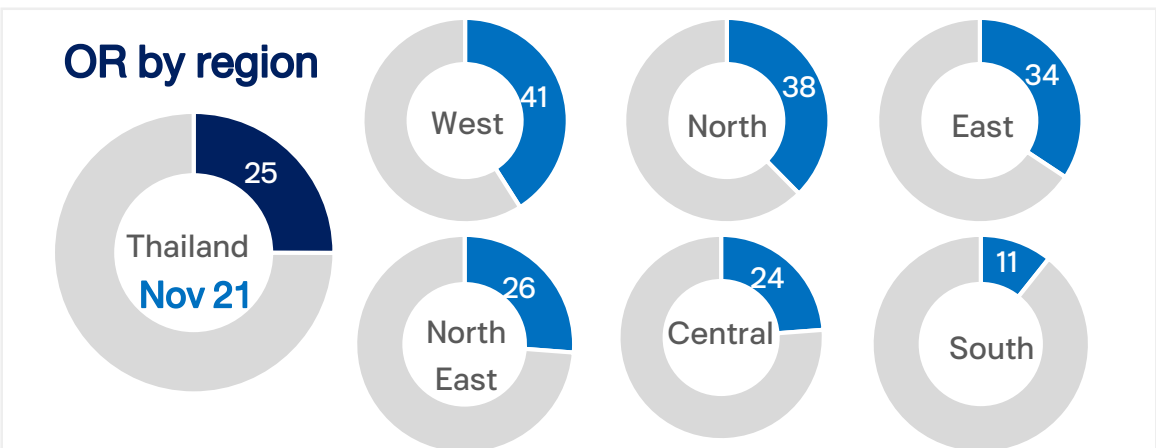 OR by region
25
Thailand
Nov 21
41
West
38
North
34
East
26
North
East
24
Central
11
South